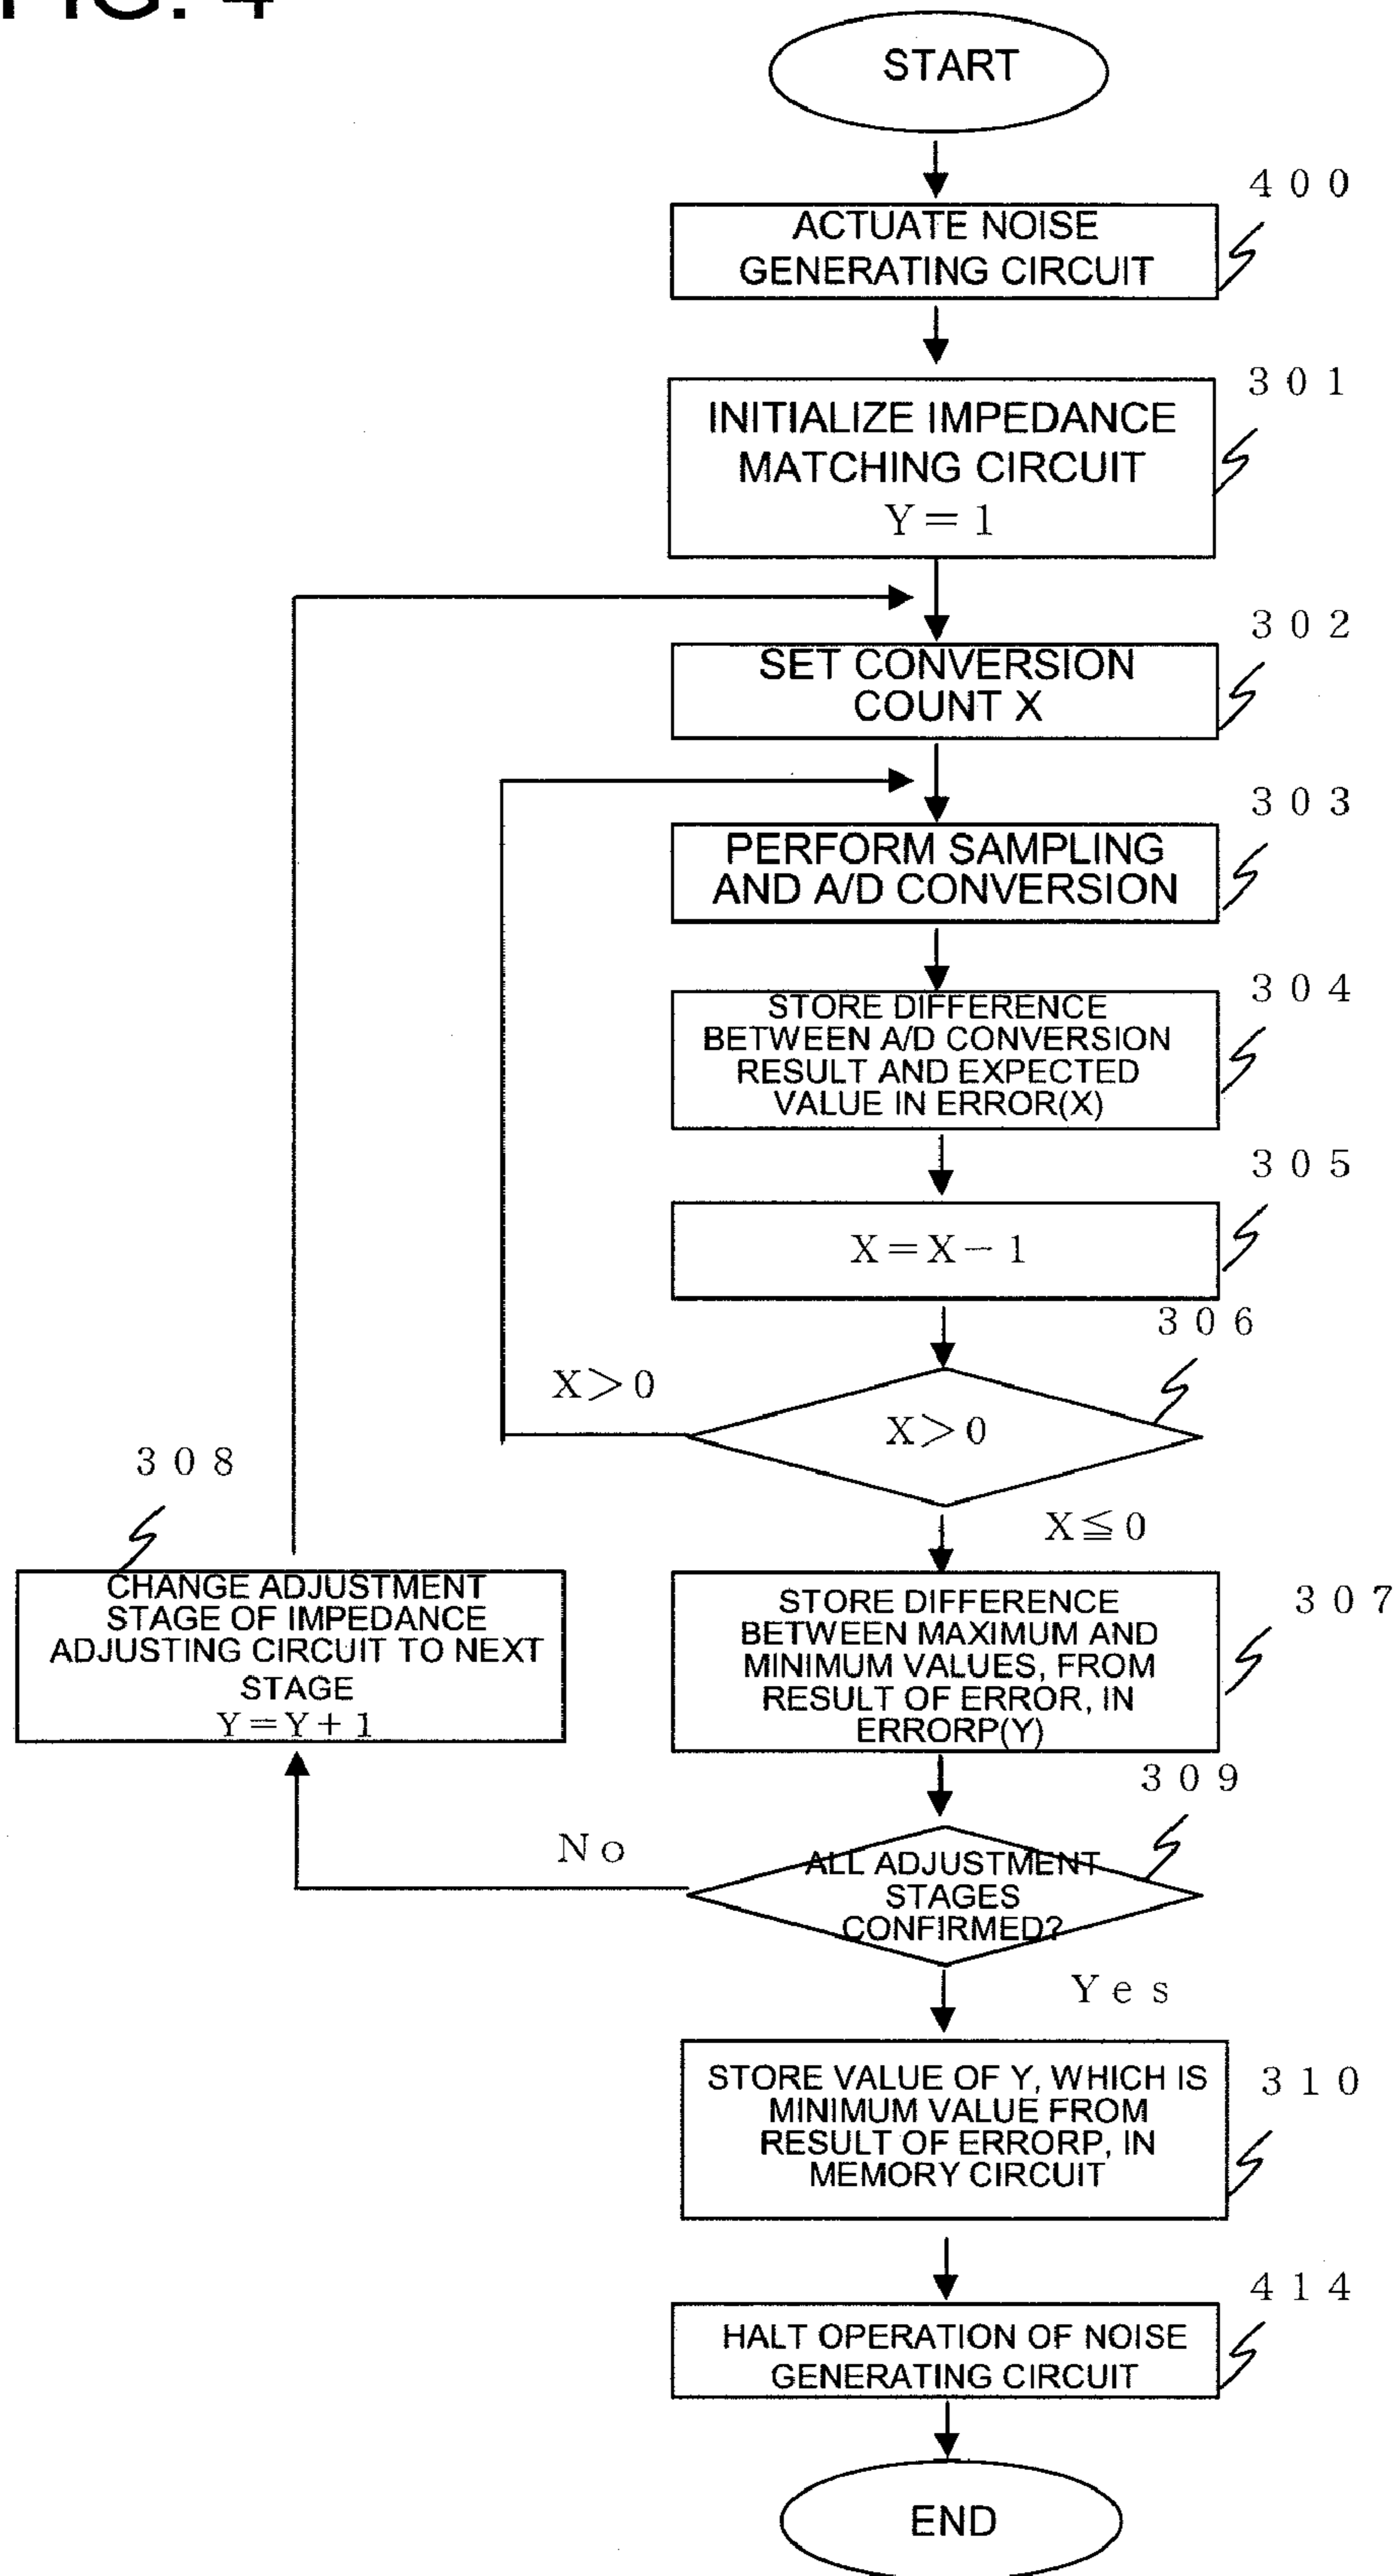 FIG. 4
START
400
ACTUATE NOISE
GENERATING CIRCUIT
301
INITIALIZE IMPEDANCE
MATCHING CIRCUIT
Y=1
302
SET CONVERSION
COUNT X
303
PERFORM SAMPLING
AND A/D CONVERSION
304
STORE DIFFERENCE
BETWEEN A/D CONVERSION
RESULT AND EXPECTED
VALUE IN ERROR(X)
305
X=X-1
306
X>0
X>0
X≦0
308
CHANGE ADJUSTMENT
STAGE OF IMPEDANCE
ADJUSTING CIRCUIT TO NEXT
STAGE
Y=Y+1
307
STORE DIFFERENCE
BETWEEN MAXIMUM AND
MINIMUM VALUES, FROM
RESULT OF ERROR, IN
ERRORP(Y)
309
No
ALL ADJUSTMENT
STAGES
CONFIRMED?
Yes
310
STORE VALUE OF Y, WHICH IS
MINIMUM VALUE FROM
RESULT OF ERRORP, IN
MEMORY CIRCUIT
414
HALT OPERATION OF NOISE
GENERATING CIRCUIT
END